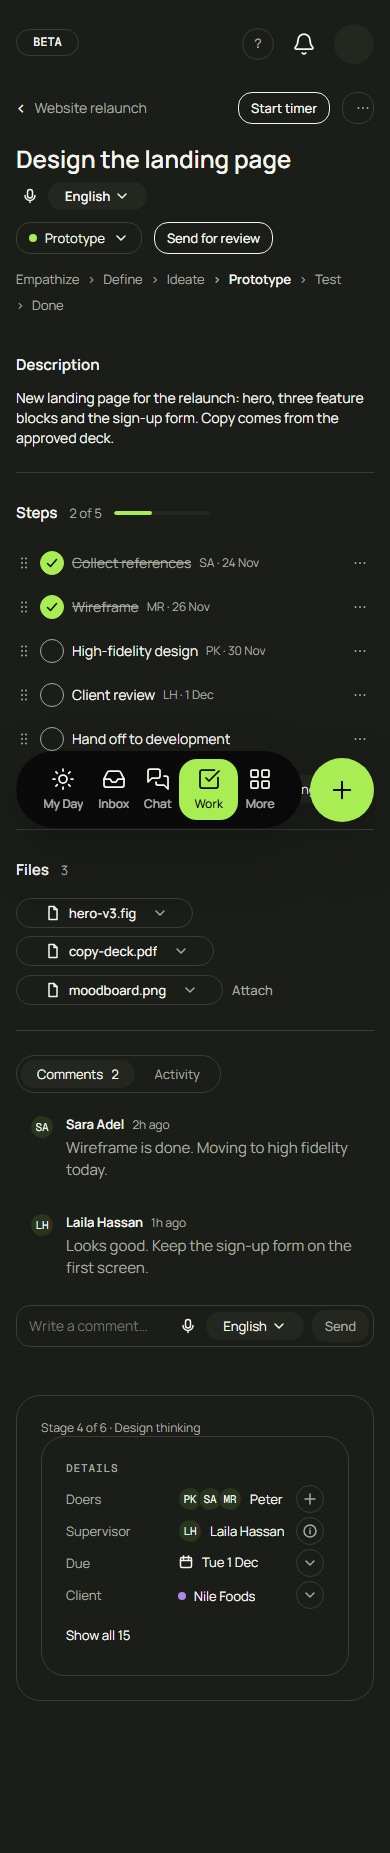 BETA
?
Website relaunch
Start timer
Design the landing page
English
Prototype
Send for review
Empathize › Define › Ideate › Prototype › Test
› Done
Description
New landing page for the relaunch: hero, three feature
blocks and the sign-up form. Copy comes from the
approved deck.
Steps 2 of 5
Collect references SA · 24 Nov
Wireframe MR · 26 Nov
High-fidelity design PK · 30 Nov
Client review LH · 1 Dec
Hand off to development
My Day Inbox Chat Work More
Files 3
hero-v3.fig
copy-deck.pdf
moodboard.png Attach
Comments 2 Activity
SA Sara Adel 2h ago
Wireframe is done. Moving to high fidelity
today.
LH Laila Hassan 1h ago
Looks good. Keep the sign-up form on the
first screen.
Write a comment... English Send
Stage 4 of 6 · Design thinking
DETAILS
Doers PK SA MR Peter
Supervisor LH Laila Hassan
Due Tue 1 Dec
Client Nile Foods
Show all 15